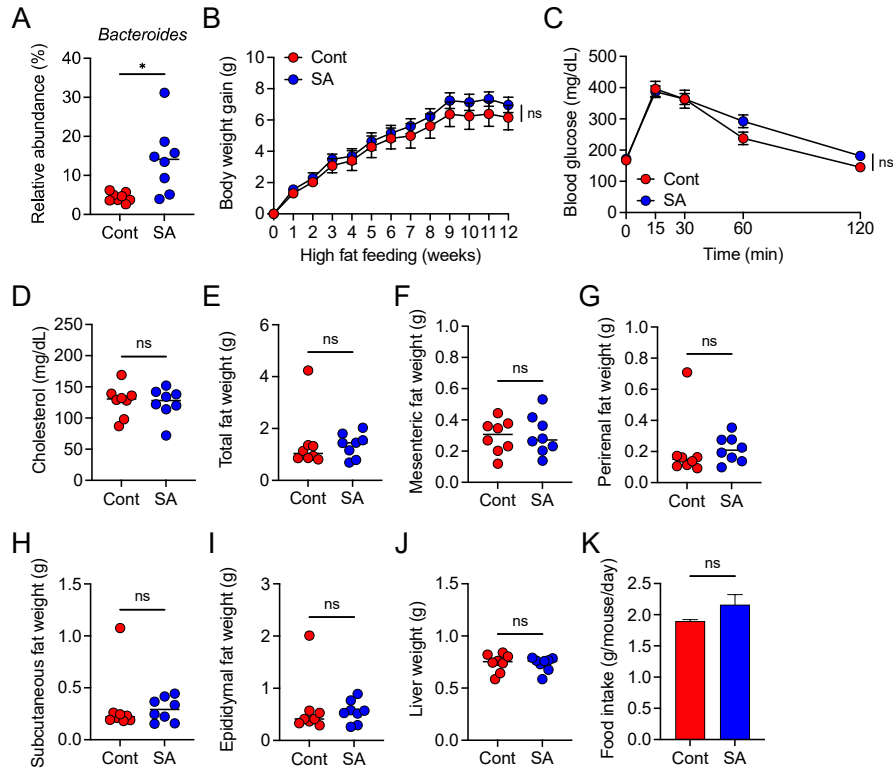 A
Bacteroides
Relative abundance (%)
40
30
20
10
0
*
Cont
SA
B
Body weight gain (g)
10
8
6
4
2
0
Cont
SA
ns
0 1 2 3 4 5 6 7 8 9 10 11 12
High fat feeding (weeks)
C
Blood glucose (mg/dL)
500
400
300
200
100
0
Cont
SA
ns
0 15 30 60 120
Time (min)
D
Cholesterol (mg/dL)
250
200
150
100
50
0
ns
Cont SA
E
Total fat weight (g)
6
4
2
0
ns
Cont SA
F
Mesenteric fat weight (g)
1.0
0.8
0.6
0.4
0.2
0.0
ns
Cont SA
G
Perirenal fat weight (g)
1.0
0.8
0.6
0.4
0.2
0.0
ns
Cont SA
H
Subcutaneous fat weight (g)
1.5
1.0
0.5
0.0
ns
Cont SA
I
Epididymal fat weight (g)
3
2
1
0
ns
Cont SA
J
Liver weight (g)
1.5
1.0
0.5
0.0
ns
Cont SA
K
Food intake (g/mouse/day)
2.5
2.0
1.5
1.0
0.5
0.0
ns
Cont SA